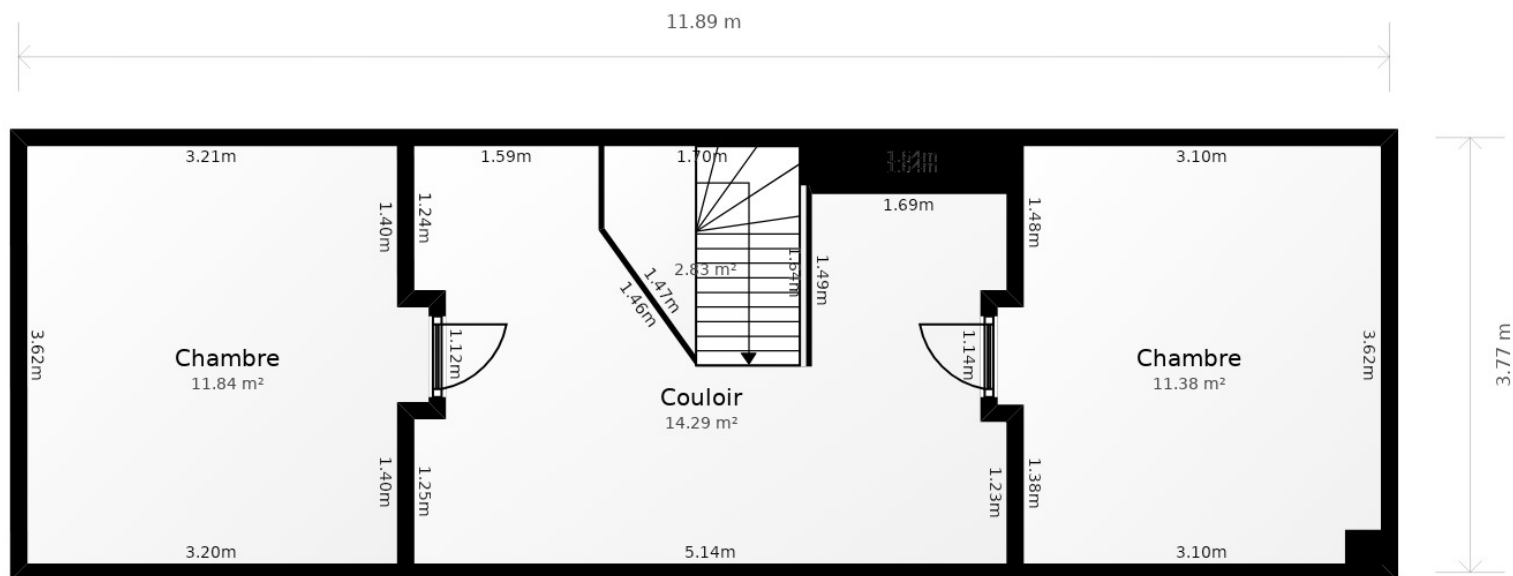 11.89 m
3.21m
1.59m
1.70m
3.10m
1.69m
1.40m
1.24m
1.48m
2.83 m²
1.47m
1.46m
1.64m
1.49m
3.62m
Chambre
11.84 m²
1.12m
1.14m
Chambre
11.38 m²
3.62m
3.77 m
Couloir
14.29 m²
1.40m
1.25m
1.23m
1.38m
3.20m
5.14m
3.10m